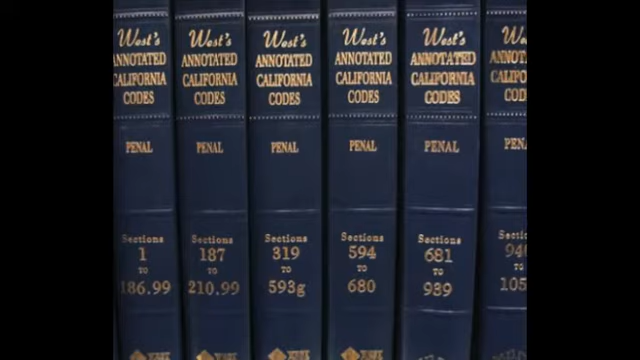 West's
ANNOTATED
CALIFORNIA
CODES
PENAL
Sections
1
TO
186.99
West's
ANNOTATED
CALIFORNIA
CODES
PENAL
Sections
187
TO
210.99
West's
ANNOTATED
CALIFORNIA
CODES
PENAL
Sections
319
TO
593g
West's
ANNOTATED
CALIFORNIA
CODES
PENAL
Sections
594
TO
680
West's
ANNOTATED
CALIFORNIA
CODES
PENAL
Sections
681
TO
939